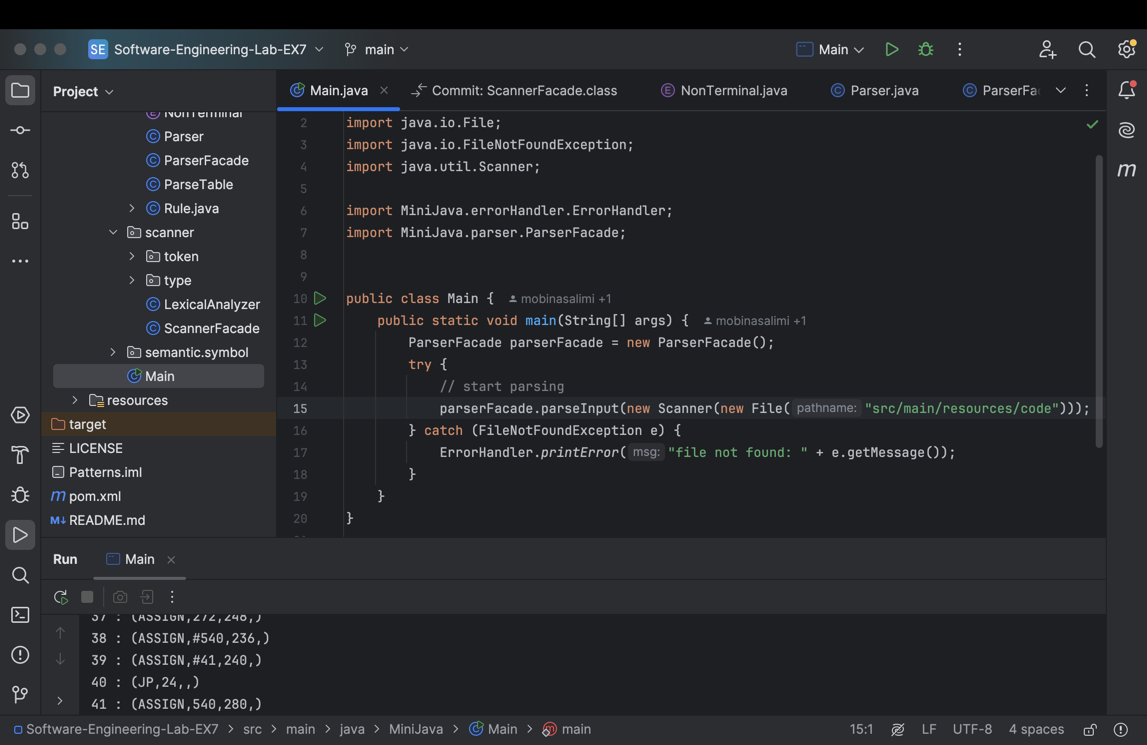 SE Software-Engineering-Lab-EX7 main Main
Project
Main.java Commit: ScannerFacade.class NonTerminal.java Parser.java ParserFa
NonTerminal
Parser
ParserFacade
ParseTable
Rule.java
scanner
token
type
LexicalAnalyzer
ScannerFacade
semantic.symbol
Main
resources
target
LICENSE
Patterns.iml
m pom.xml
M↓ README.md
2 import java.io.File;
3 import java.io.FileNotFoundException;
4 import java.util.Scanner;
5
6 import MiniJava.errorHandler.ErrorHandler;
7 import MiniJava.parser.ParserFacade;
8
9
10 public class Main { mobinasalimi +1
11 public static void main(String[] args) { mobinasalimi +1
12 ParserFacade parserFacade = new ParserFacade();
13 try {
14 // start parsing
15 parserFacade.parseInput(new Scanner(new File( pathname: "src/main/resources/code")));
16 } catch (FileNotFoundException e) {
17 ErrorHandler.printError( msg: "file not found: " + e.getMessage());
18 }
19 }
20 }
m
Run Main
37 : (ASSIGN,272,248,)
38 : (ASSIGN,#540,236,)
39 : (ASSIGN,#41,240,)
40 : (JP,24,,)
41 : (ASSIGN,540,280,)
Software-Engineering-Lab-EX7 > src > main > java > MiniJava > Main > main 15:1 LF UTF-8 4 spaces